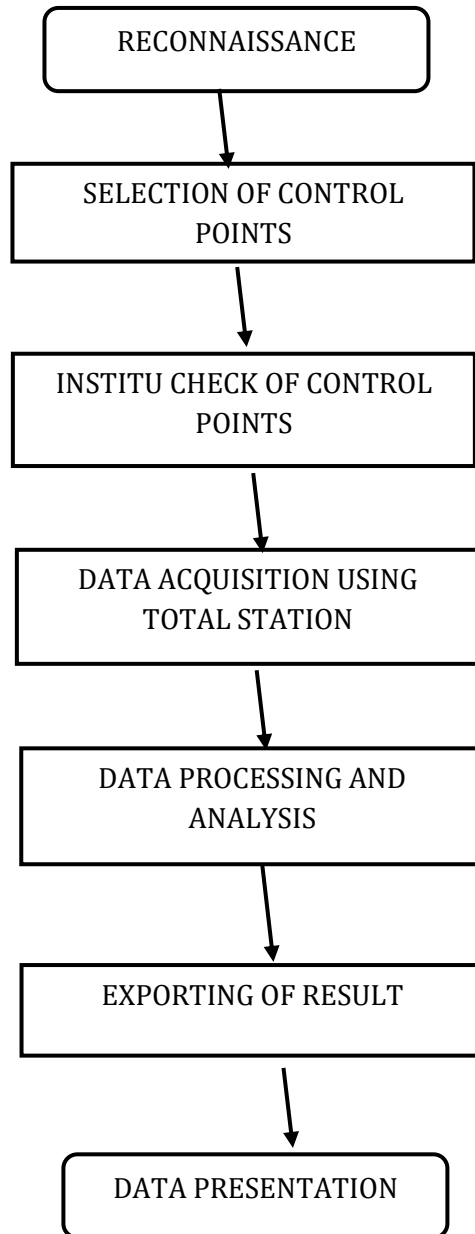 RECONNAISSANCE
SELECTION OF CONTROL
POINTS
INSTITU CHECK OF CONTROL
POINTS
DATA ACQUISITION USING
TOTAL STATION
DATA PROCESSING AND
ANALYSIS
EXPORTING OF RESULT
DATA PRESENTATION